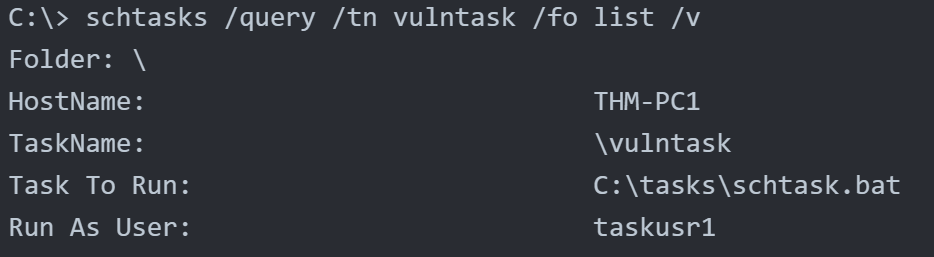 C:\> schtasks /query /tn vulntask /fo list /v
Folder: \
HostName: THM-PC1
TaskName: \vulntask
Task To Run: C:\tasks\schtask.bat
Run As User: taskusr1